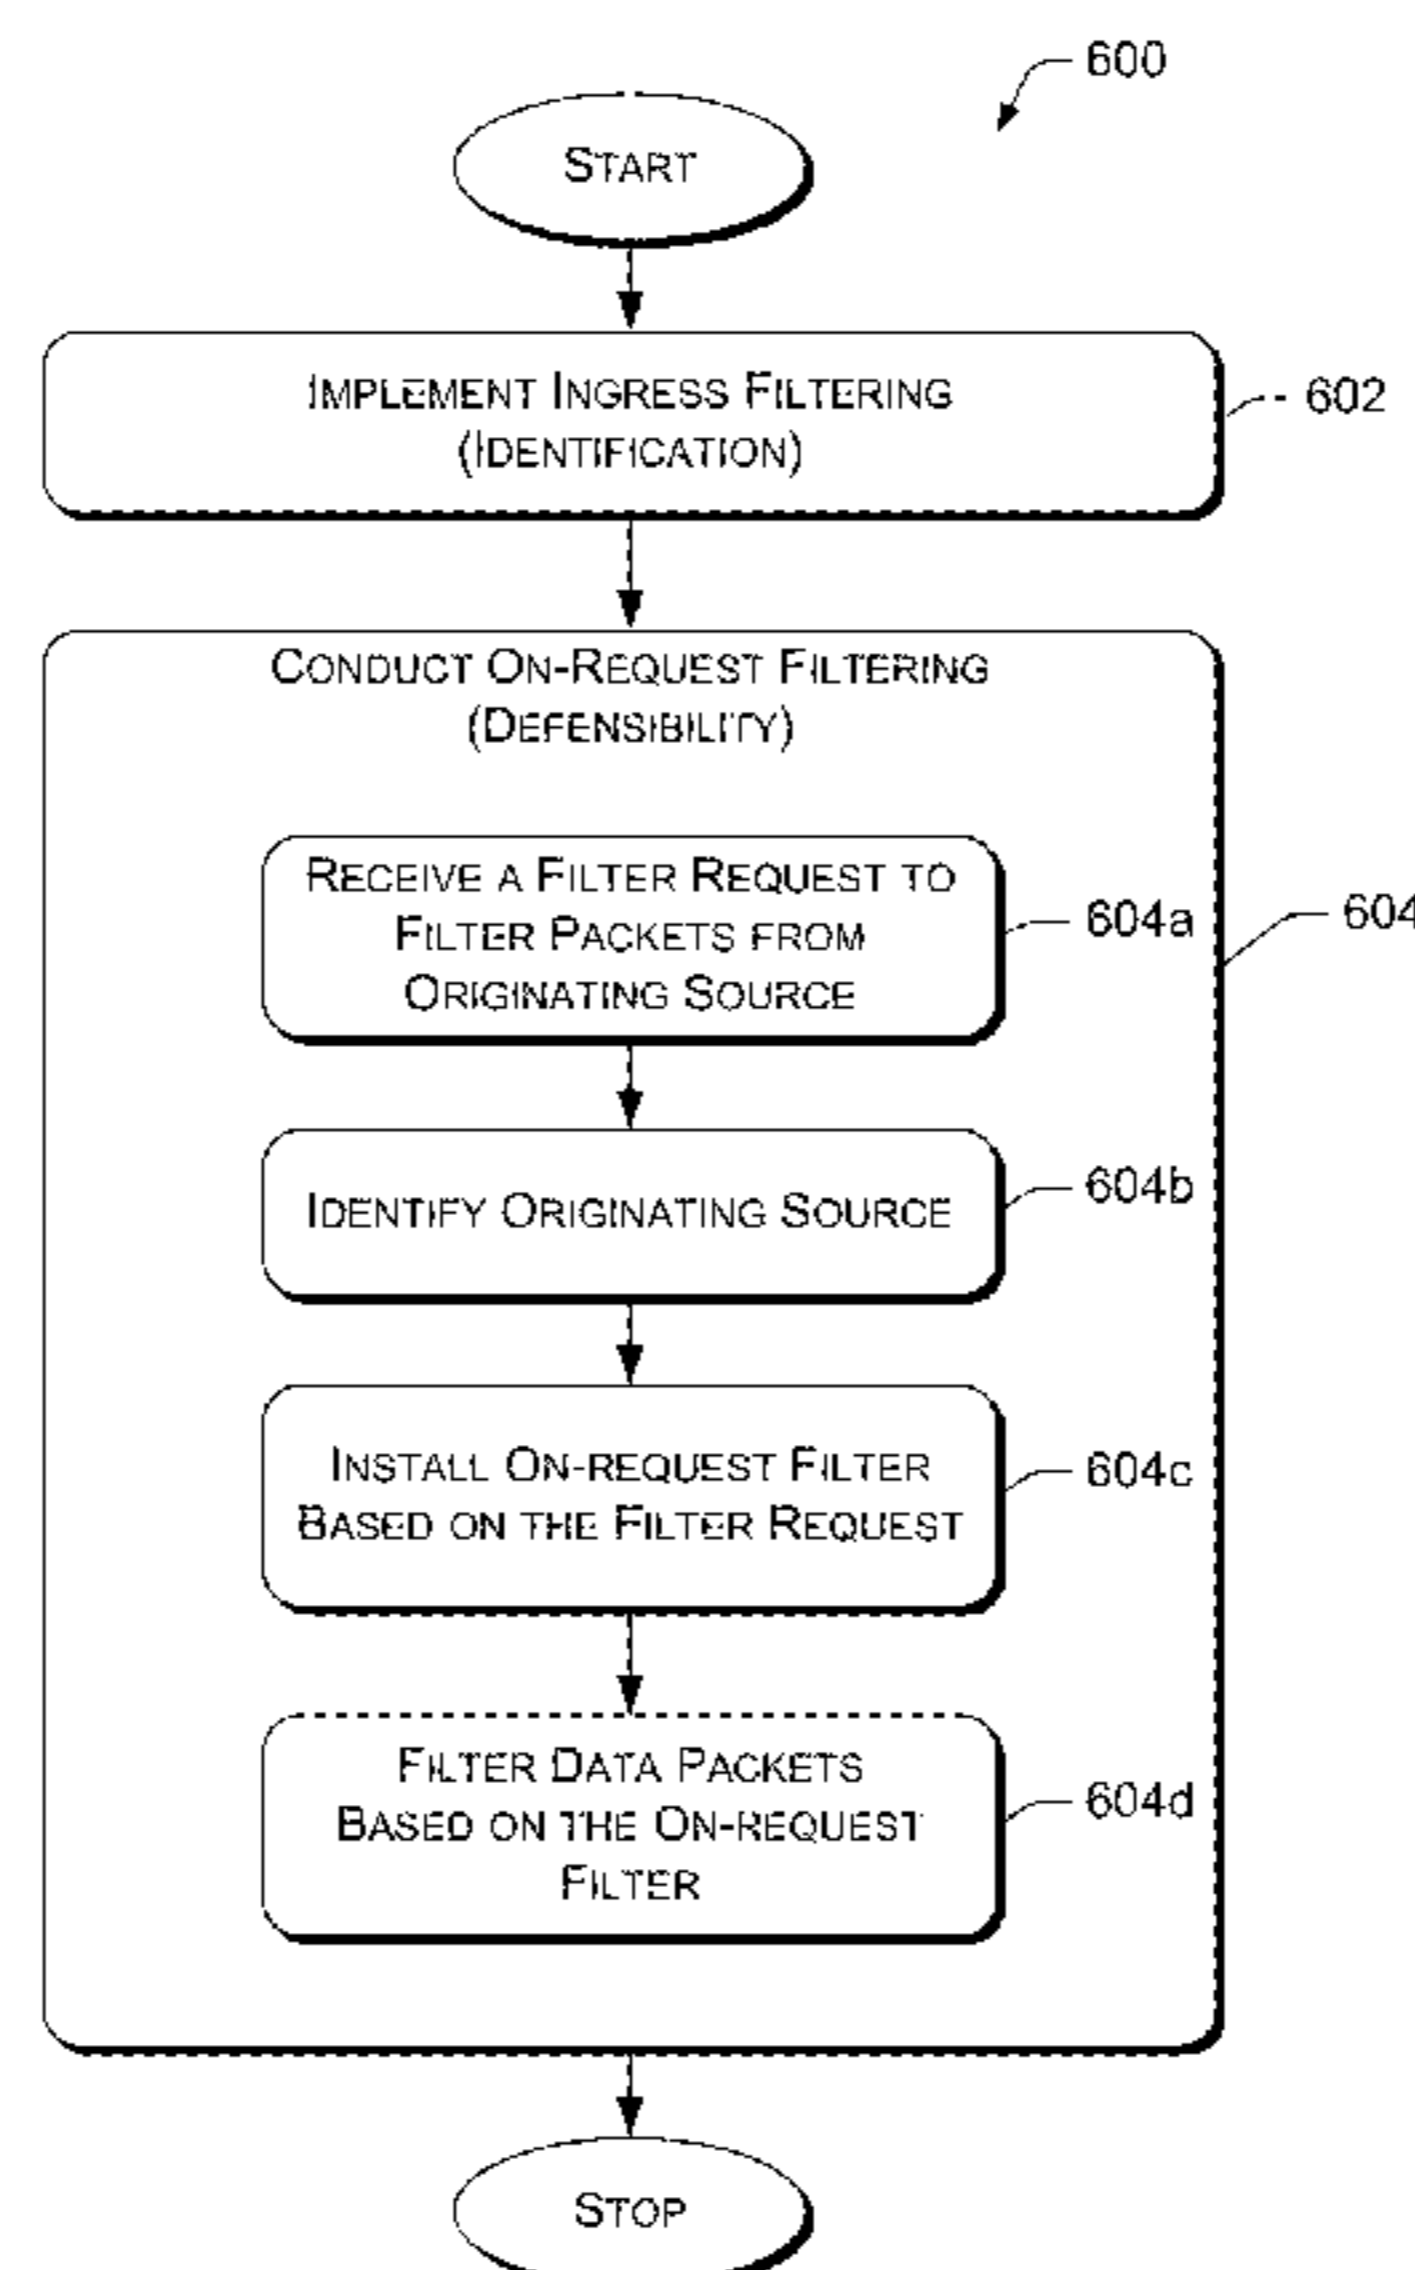 600
START
IMPLEMENT INGRESS FILTERING
(IDENTIFICATION)
602
CONDUCT ON-REQUEST FILTERING
(DEFENSIBILITY)
RECEIVE A FILTER REQUEST TO
FILTER PACKETS FROM
ORIGINATING SOURCE
604a
604
IDENTIFY ORIGINATING SOURCE
604b
INSTALL ON-REQUEST FILTER
BASED ON THE FILTER REQUEST
604c
FILTER DATA PACKETS
BASED ON THE ON-REQUEST
FILTER
604d
STOP